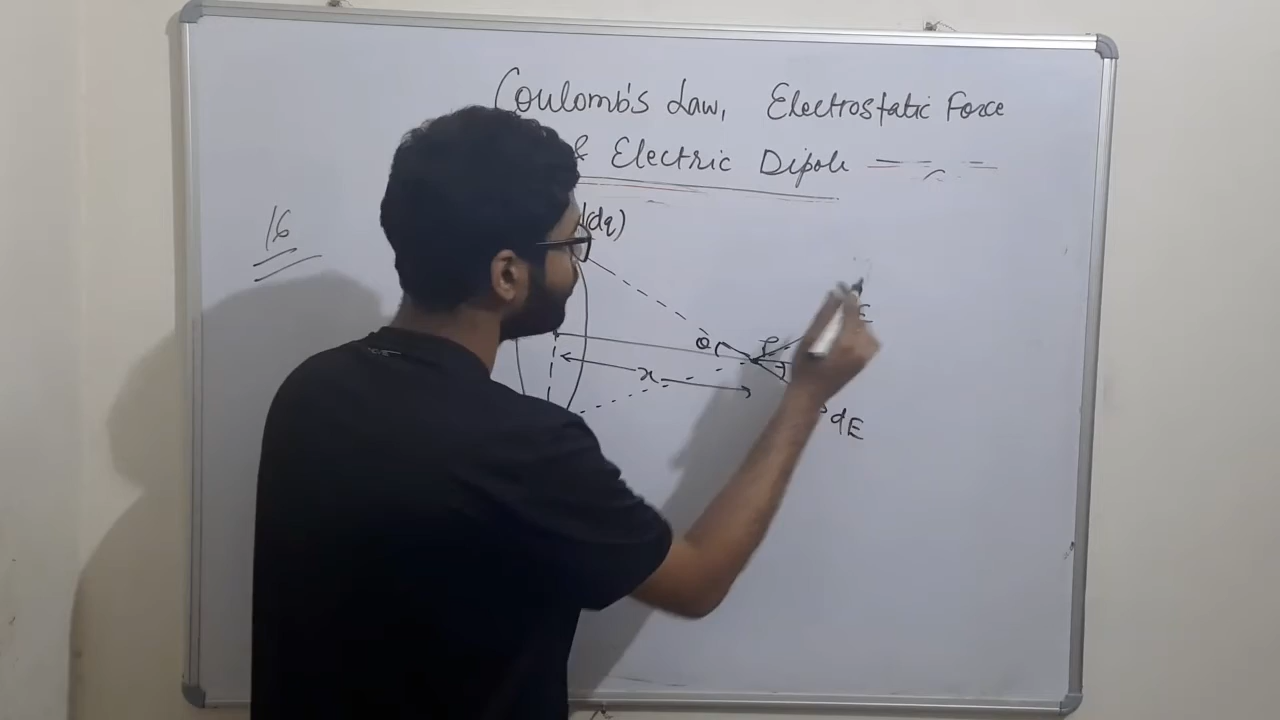 Coulomb's Law, Electrostatic Force
& Electric Dipole
16
(dq)
θ
P
E
x
dE